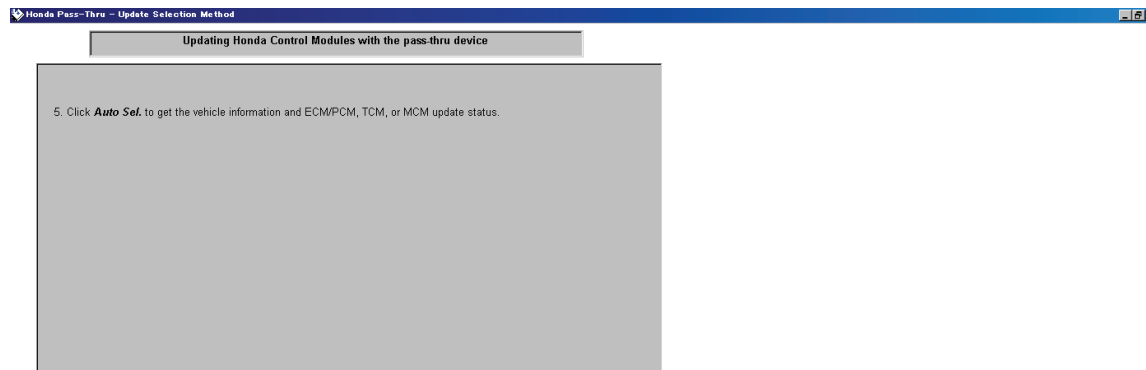 Honda Pass-Thru - Update Selection Method
Updating Honda Control Modules with the pass-thru device
5. Click Auto Sel. to get the vehicle information and ECM/PCM, TCM, or MCM update status.